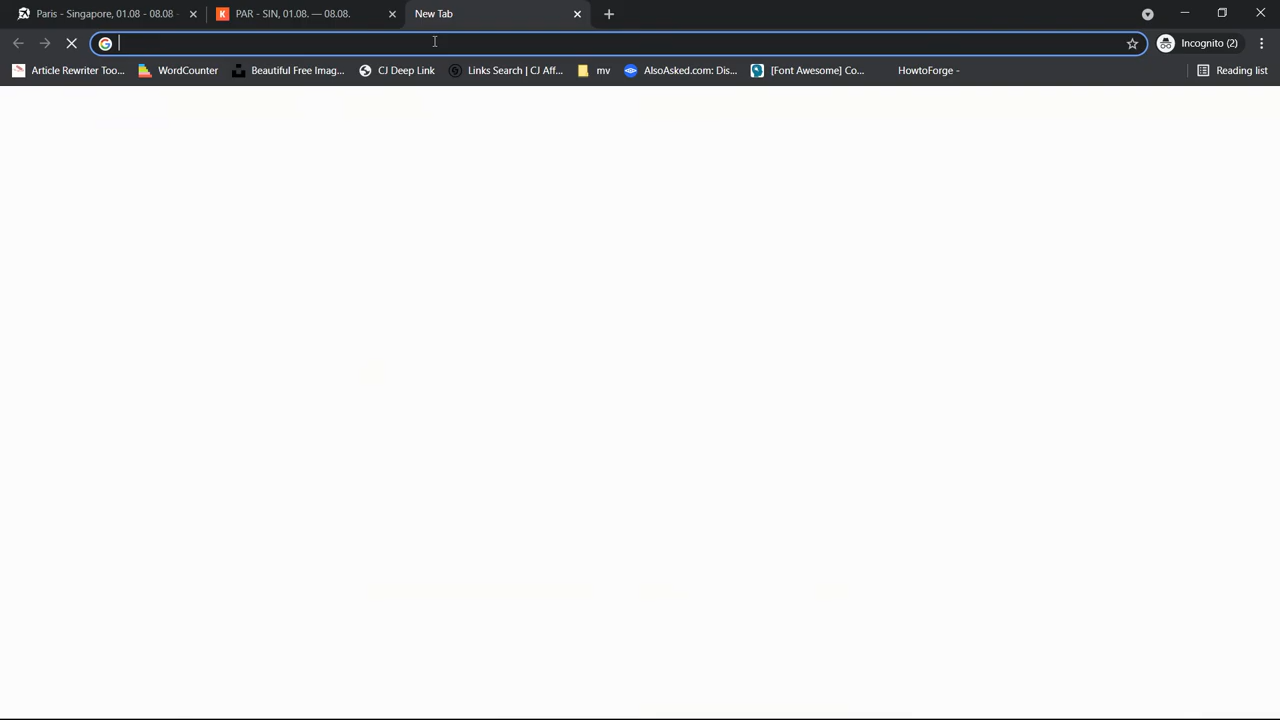 Paris - Singapore, 01.08 - 08.08 -
K PAR - SIN, 01.08. — 08.08.
New Tab
G
Incognito (2)
Article Rewriter Too...
WordCounter
Beautiful Free Imag...
CJ Deep Link
Links Search | CJ Aff...
mv
AlsoAsked.com: Dis...
[Font Awesome] Co...
HowtoForge -
Reading list